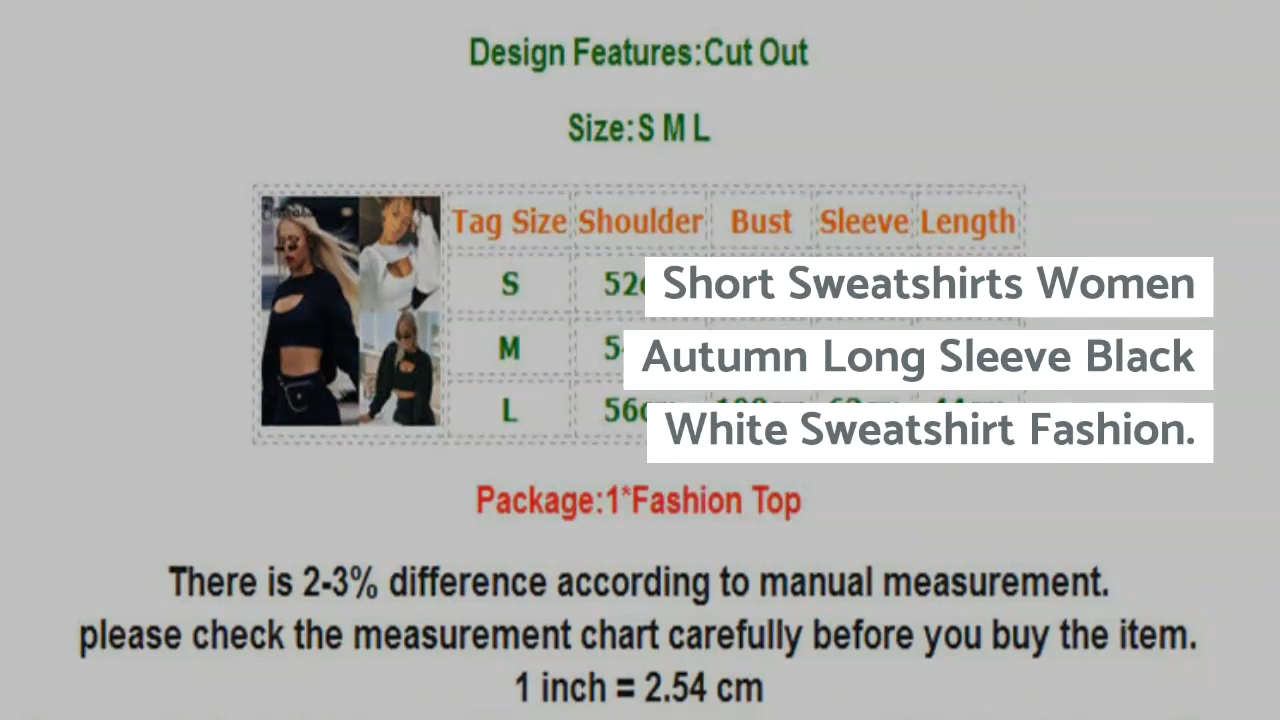 Design Features:Cut Out
Size:S M L
Tag Size Shoulder Bust Sleeve Length
S
Short Sweatshirts Women
M
Autumn Long Sleeve Black
L
White Sweatshirt Fashion.
Package:1*Fashion Top
There is 2-3% difference according to manual measurement.
please check the measurement chart carefully before you buy the item.
1 inch = 2.54 cm